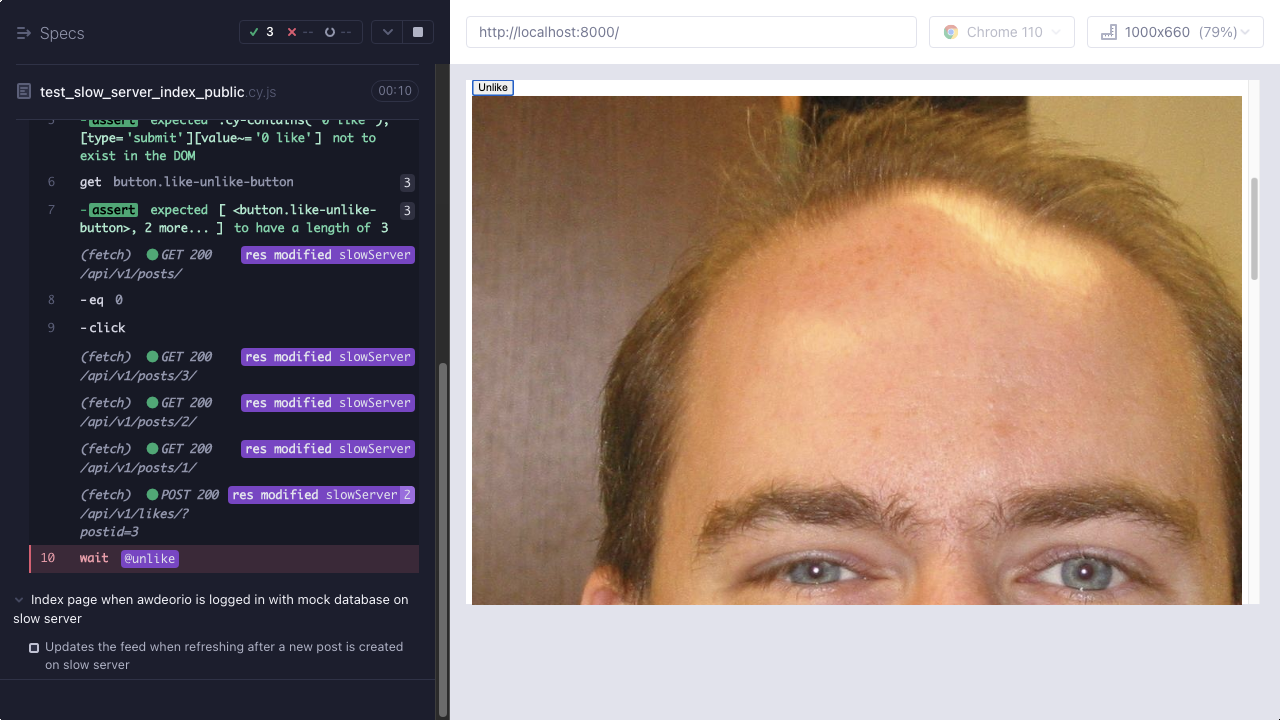 Specs
3
--
--
http://localhost:8000/
Chrome 110
1000x660 (79%)
test_slow_server_index_public.cy.js
00:10
5 -assert expected :cy-contains('0 like'),
[type='submit'][value~='0 like'] not to
exist in the DOM
6 get button.like-unlike-button 3
7 -assert expected [ <button.like-unlike- 3
button>, 2 more... ] to have a length of 3
(fetch) GET 200 res modified slowServer
/api/v1/posts/
8 -eq 0
9 -click
(fetch) GET 200 res modified slowServer
/api/v1/posts/3/
(fetch) GET 200 res modified slowServer
/api/v1/posts/2/
(fetch) GET 200 res modified slowServer
/api/v1/posts/1/
(fetch) POST 200 res modified slowServer 2
/api/v1/likes/?
postid=3
10 wait @unlike
Index page when awdeorio is logged in with mock database on
slow server
Updates the feed when refreshing after a new post is created
on slow server
Unlike